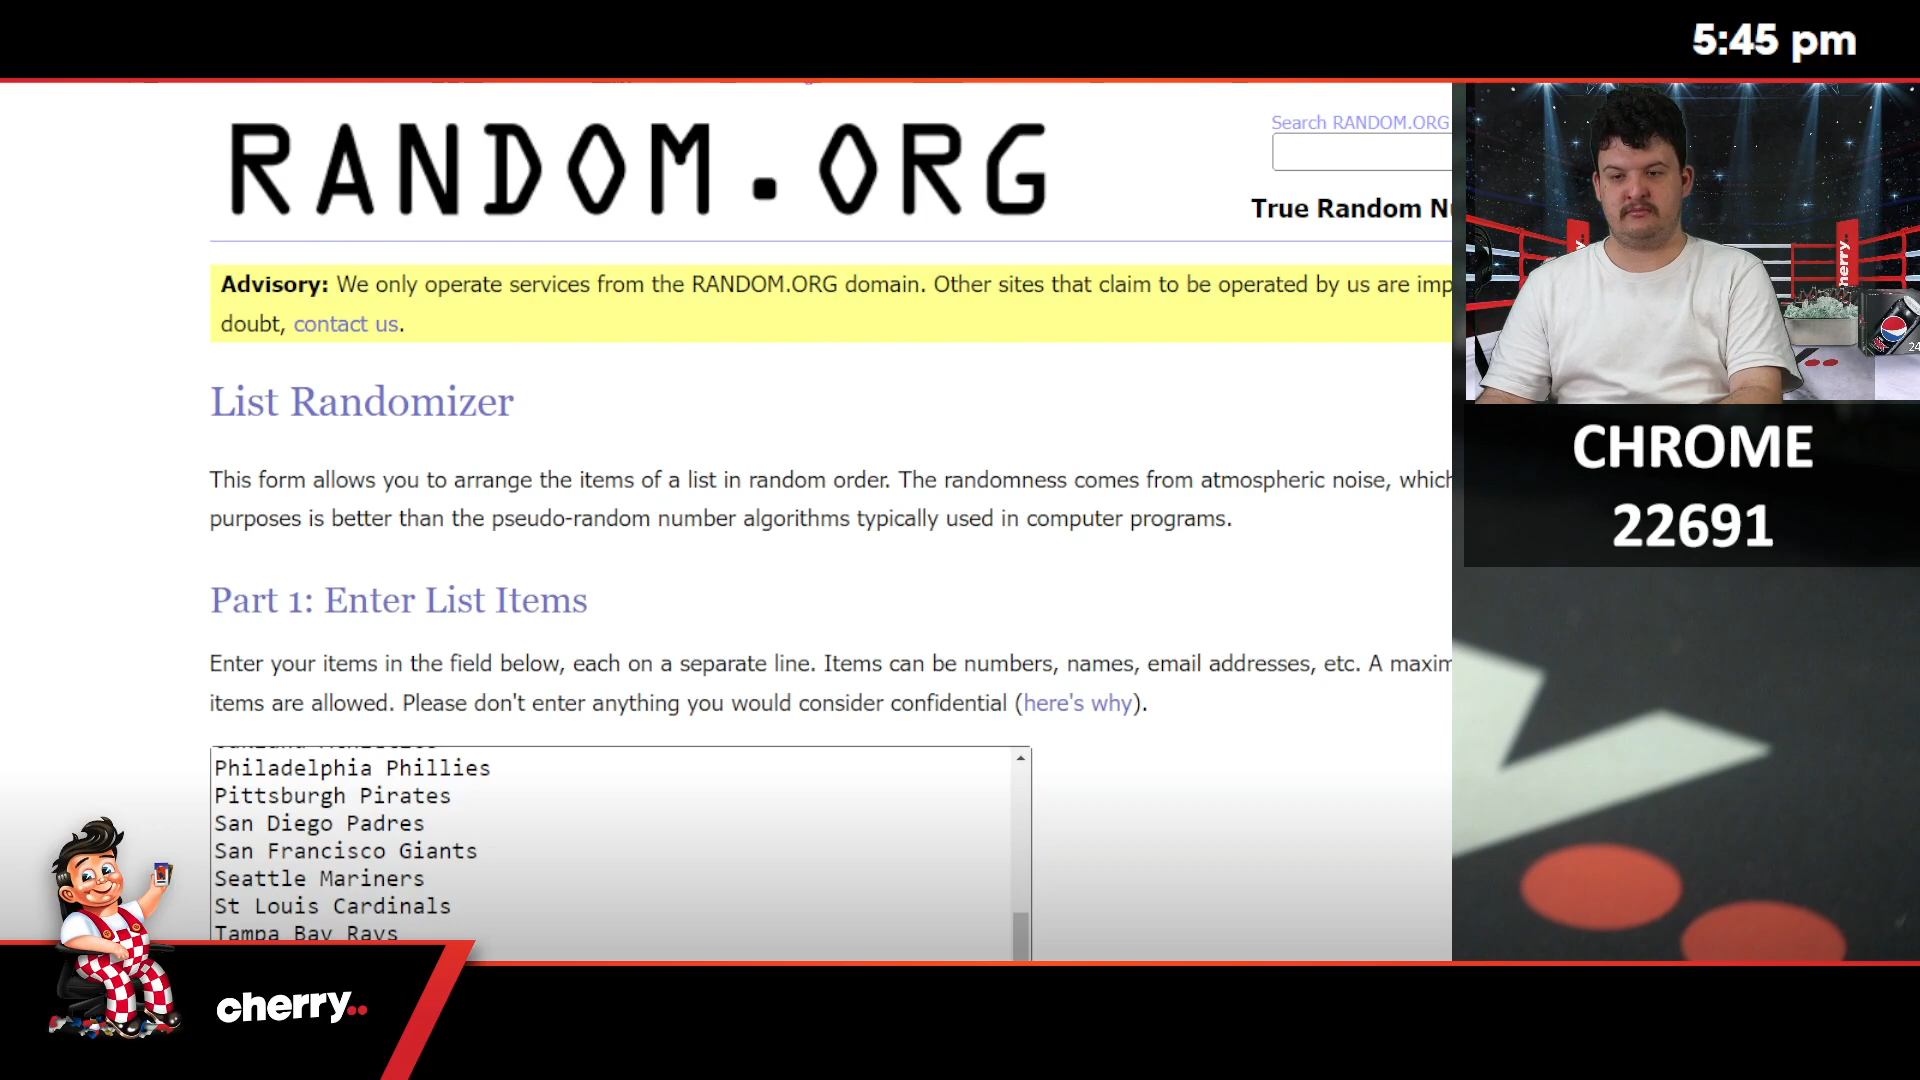 5:45 pm
RANDOM.ORG
Search RANDOM.ORG
True Random N
Advisory: We only operate services from the RANDOM.ORG domain. Other sites that claim to be operated by us are imp
doubt, contact us.
List Randomizer
This form allows you to arrange the items of a list in random order. The randomness comes from atmospheric noise, which
purposes is better than the pseudo-random number algorithms typically used in computer programs.
Part 1: Enter List Items
Enter your items in the field below, each on a separate line. Items can be numbers, names, email addresses, etc. A maxim
items are allowed. Please don't enter anything you would consider confidential (here's why).
Philadelphia Phillies
Pittsburgh Pirates
San Diego Padres
San Francisco Giants
Seattle Mariners
St Louis Cardinals
Tampa Bay Rays
herry
24
CHROME
22691
cherry..